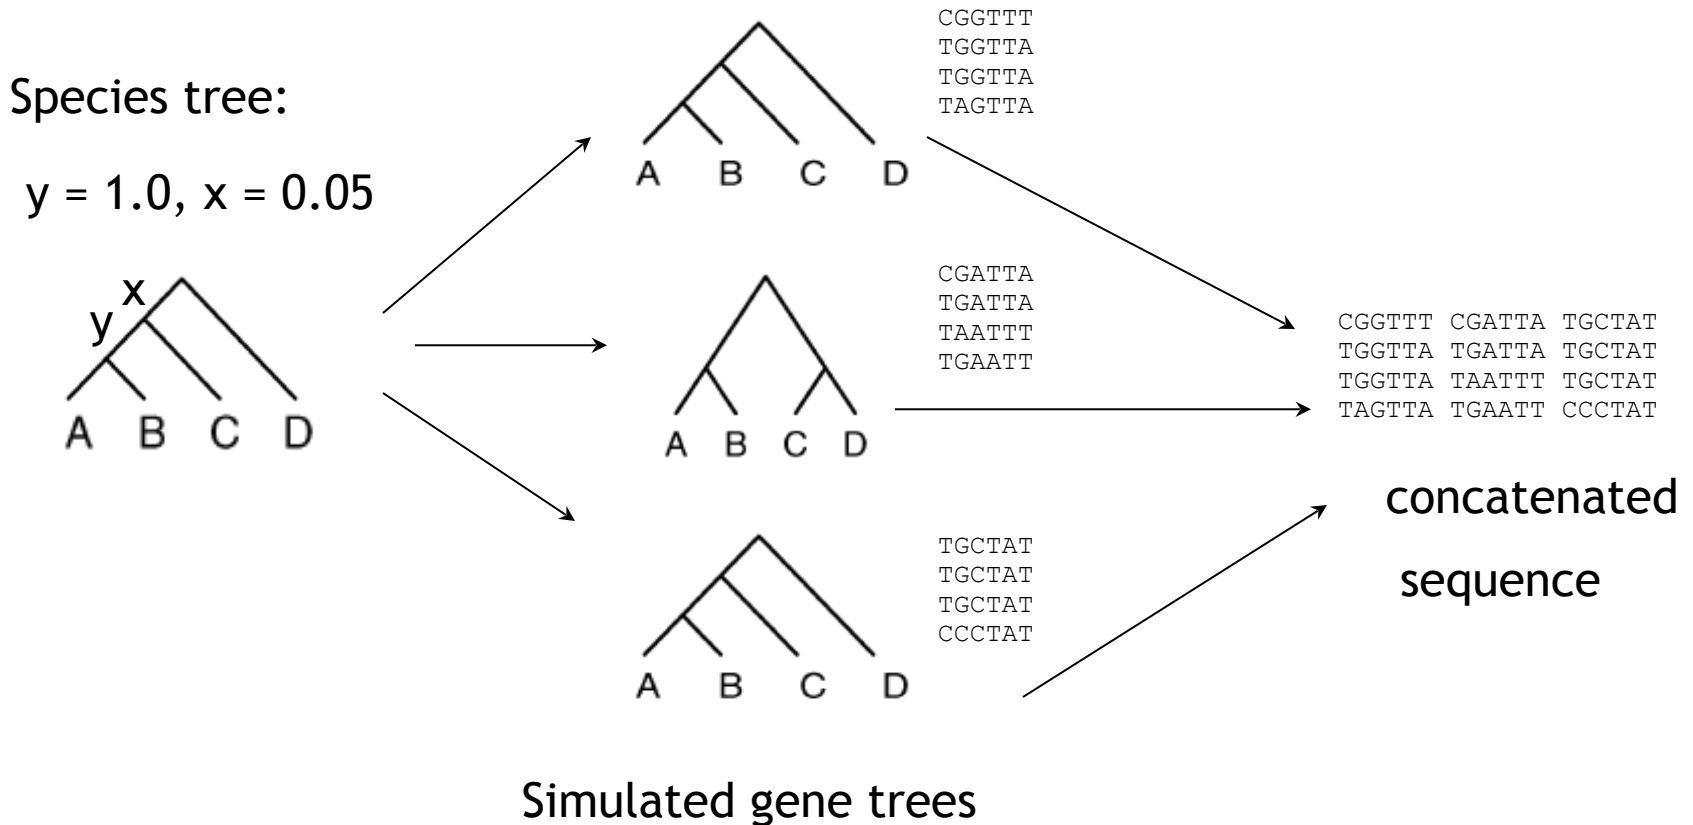 Species tree:
y = 1.0, x = 0.05
x
y
A B C D
CGGTTT
TGGTTA
TGGTTA
TAGTTA
A B C D
CGATTA
TGATTA
TAATTT
TGAATT
A B C D
TGCTAT
TGCTAT
TGCTAT
CCCTAT
A B C D
Simulated gene trees
CGGTTT CGATTA TGCTAT
TGGTTA TGATTA TGCTAT
TGGTTA TAATTT TGCTAT
TAGTTA TGAATT CCCTAT
concatenated
sequence